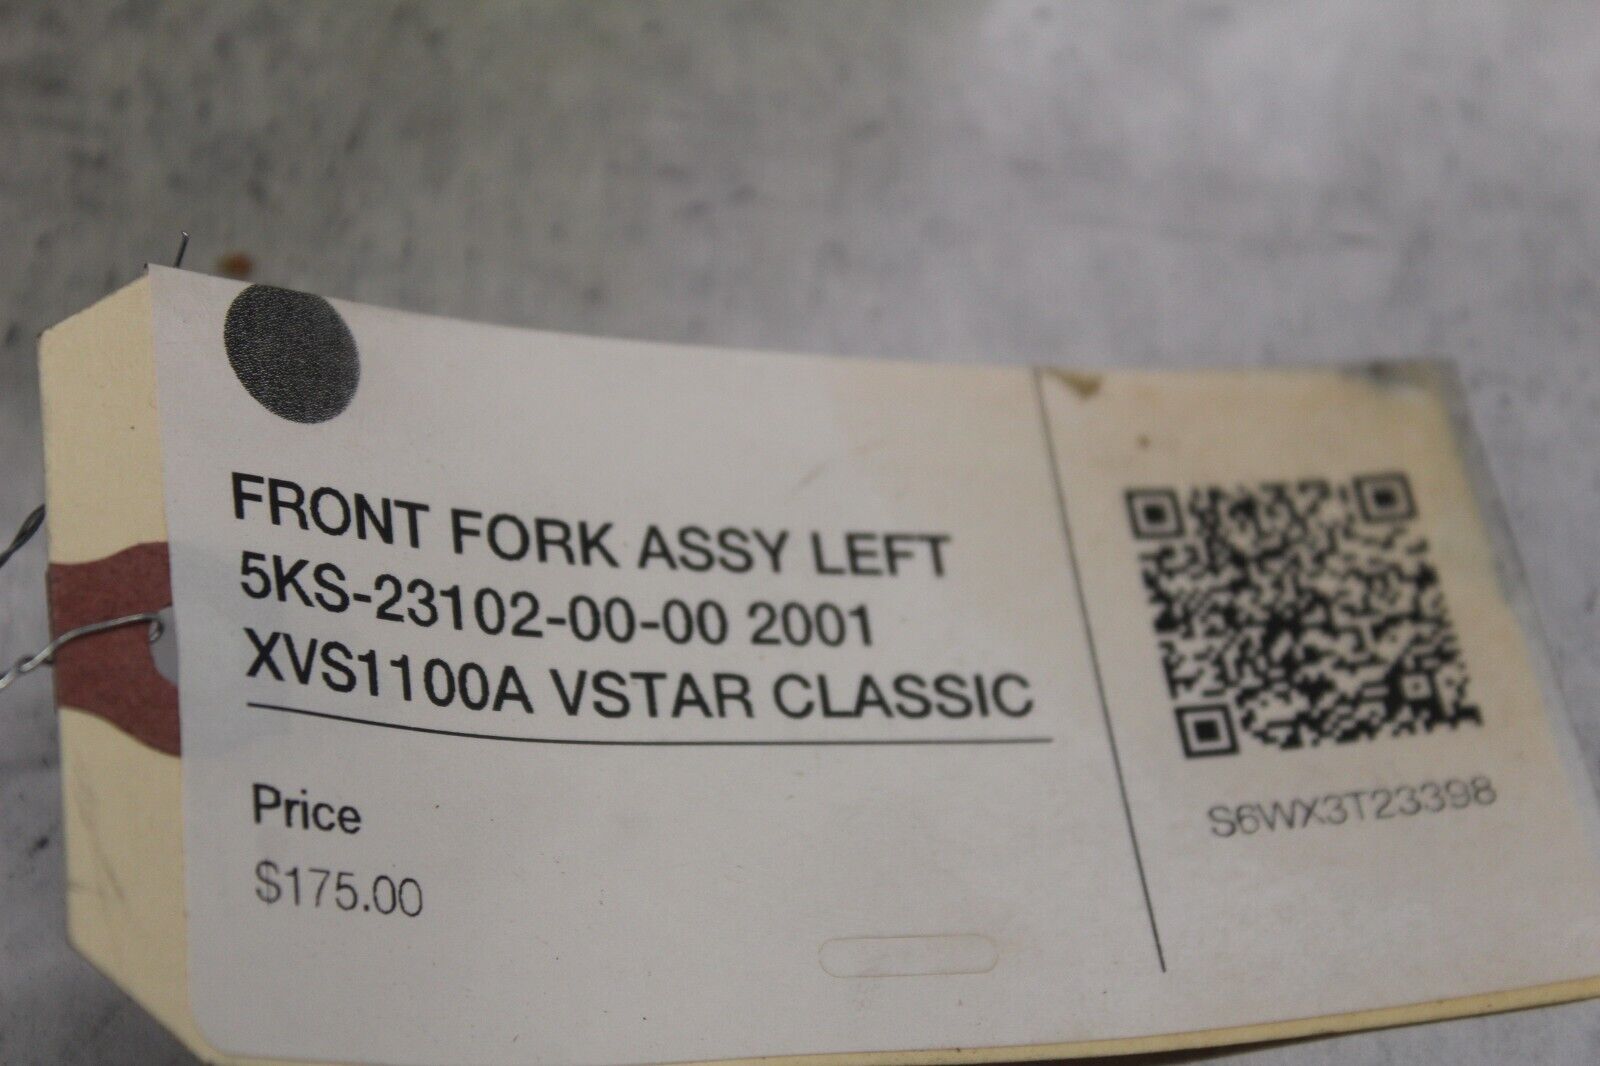 FRONT FORK ASSY LEFT
5KS-23102-00-00 2001
XVS1100A VSTAR CLASSIC
Price
$175.00
S6WX3T23398